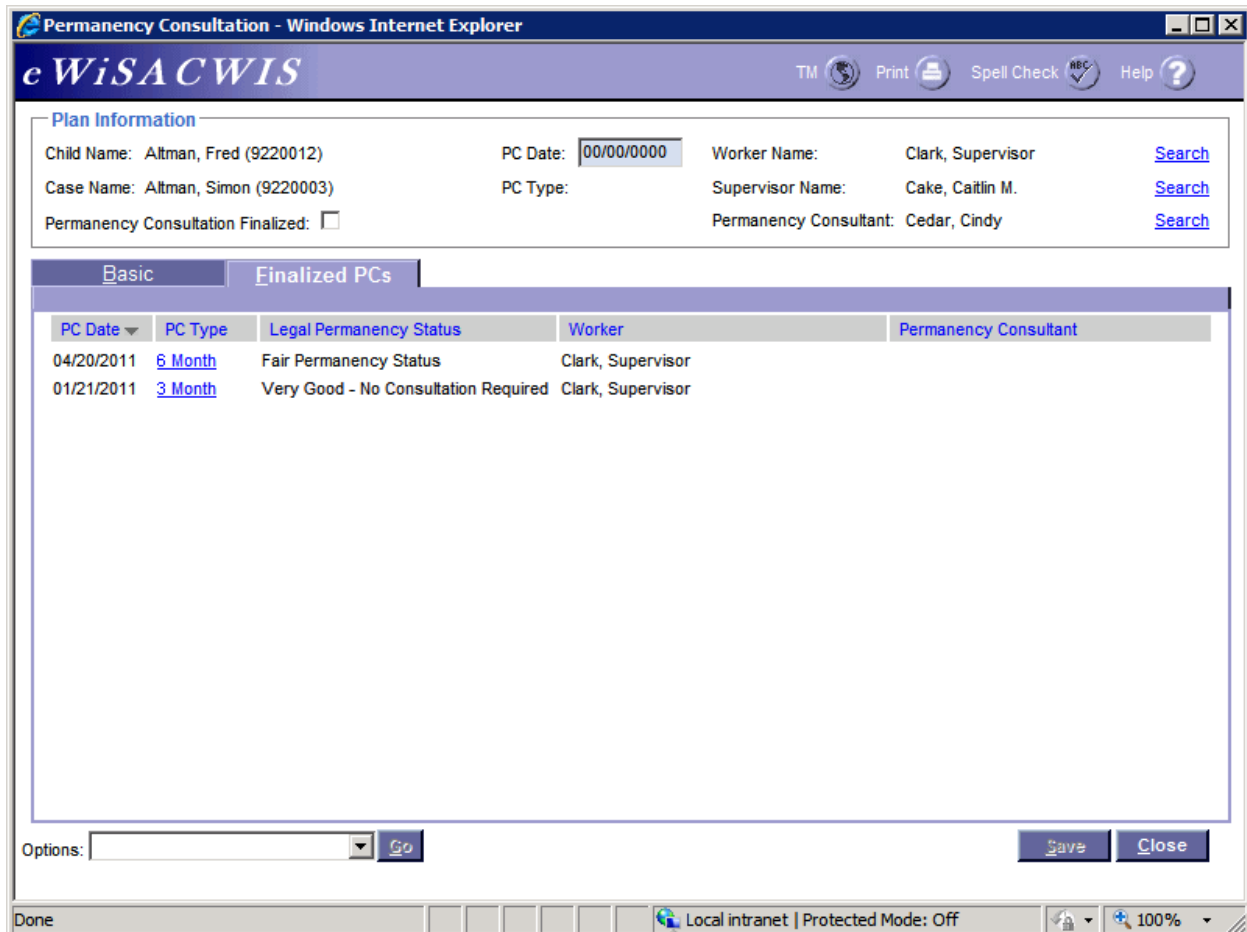 Permanency Consultation - Windows Internet Explorer
eWiSACWIS TM Print Spell Check ABC Help ?
Plan Information
Child Name: Altman, Fred (9220012) PC Date: 00/00/0000 Worker Name: Clark, Supervisor Search
Case Name: Altman, Simon (9220003) PC Type: Supervisor Name: Cake, Caitlin M. Search
Permanency Consultation Finalized: Permanency Consultant: Cedar, Cindy Search
Basic Finalized PCs
PC Date PC Type Legal Permanency Status Worker Permanency Consultant
04/20/2011 6 Month Fair Permanency Status Clark, Supervisor
01/21/2011 3 Month Very Good - No Consultation Required Clark, Supervisor
Options: Go Save Close
Done Local intranet | Protected Mode: Off 100%